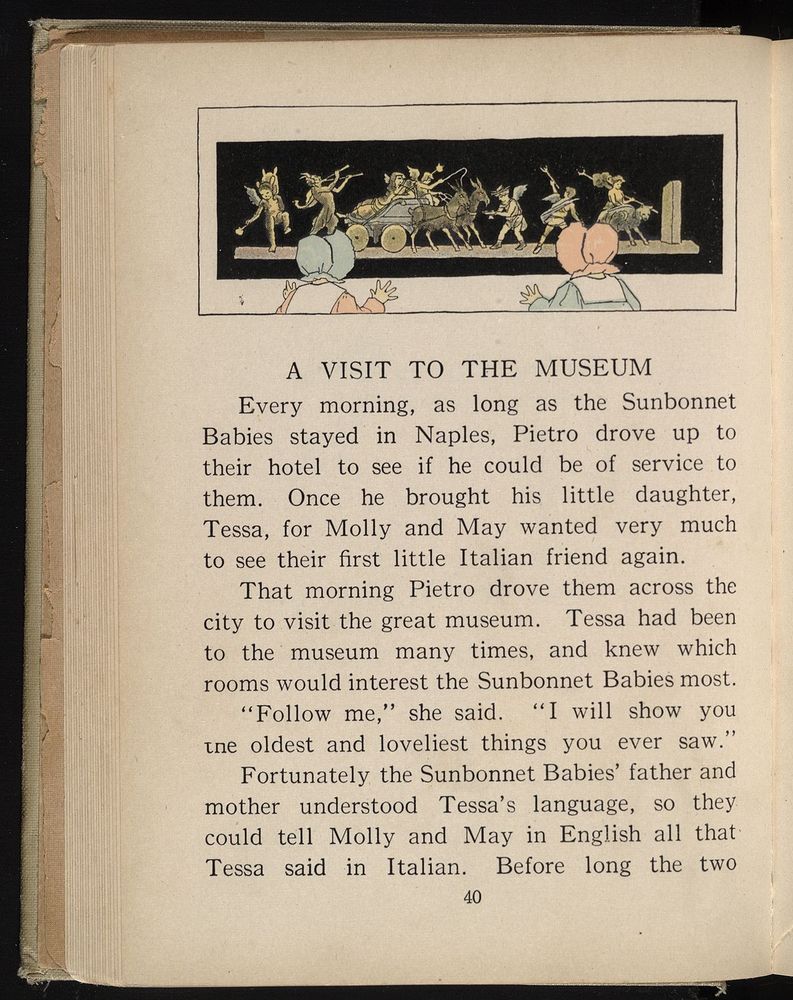 A VISIT TO THE MUSEUM
Every morning, as long as the Sunbonnet
Babies stayed in Naples, Pietro drove up to
their hotel to see if he could be of service to
them. Once he brought his little daughter,
Tessa, for Molly and May wanted very much
to see their first little Italian friend again.
That morning Pietro drove them across the
city to visit the great museum. Tessa had been
to the museum many times, and knew which
rooms would interest the Sunbonnet Babies most.
“Follow me,” she said. “I will show you
the oldest and loveliest things you ever saw.”
Fortunately the Sunbonnet Babies’ father and
mother understood Tessa’s language, so they
could tell Molly and May in English all that
Tessa said in Italian. Before long the two
40